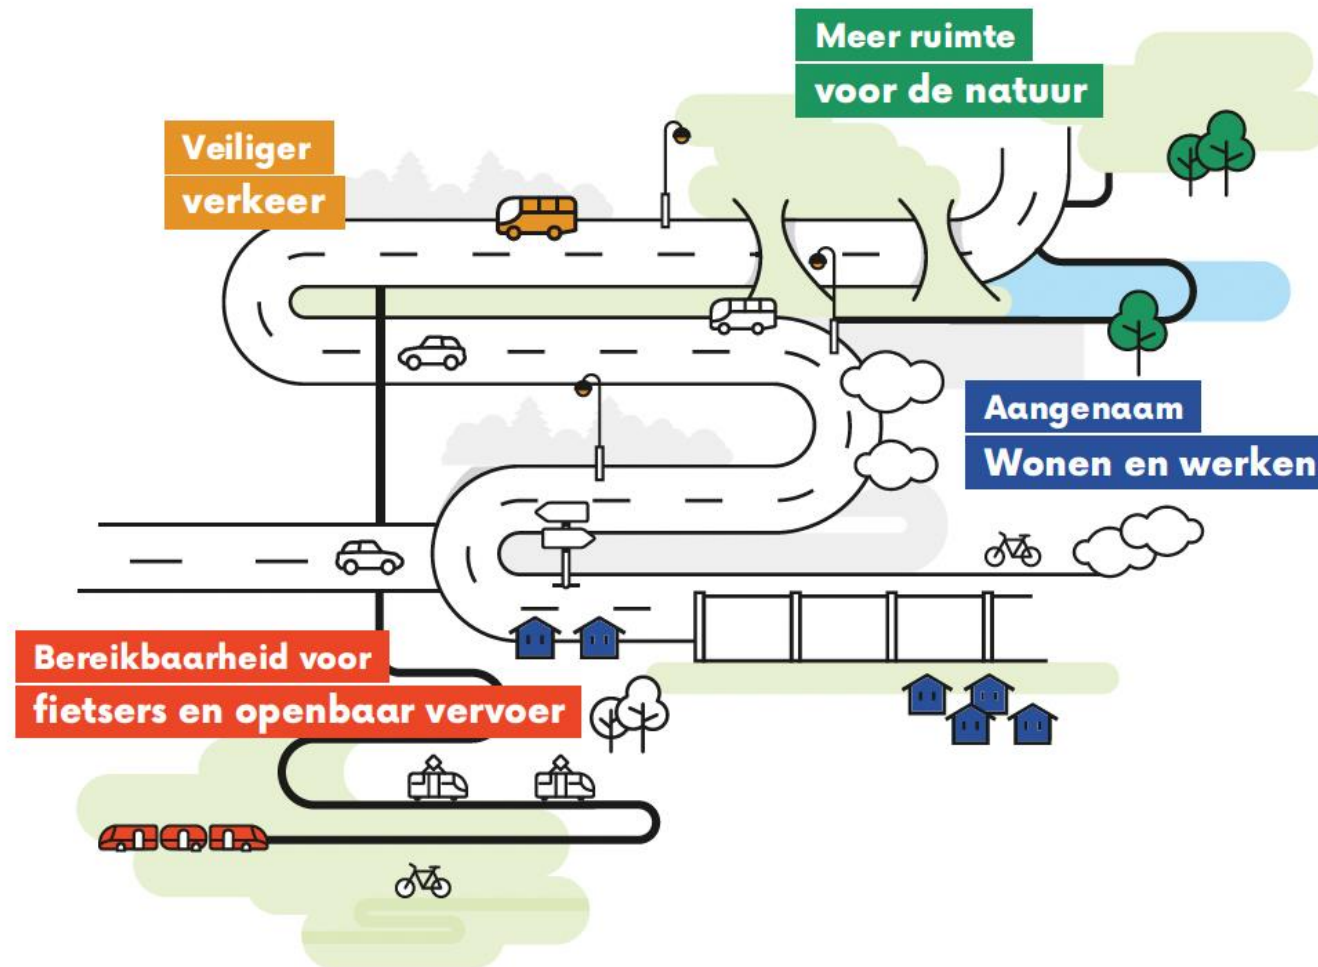 Meer ruimte
voor de natuur
Veiliger
verkeer
Aangenaam
Wonen en werken
Bereikbaarheid voor
fietsers en openbaar vervoer